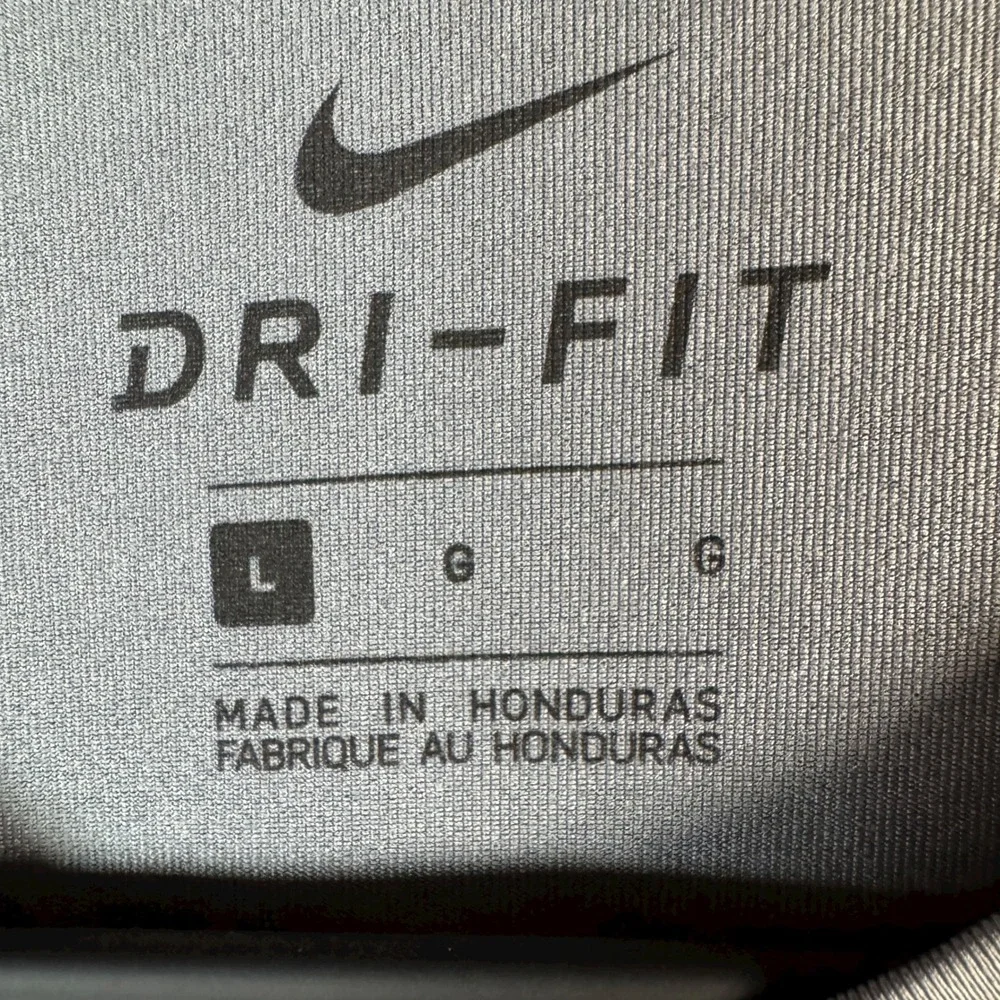 DRI-FIT
L G G
MADE IN HONDURAS
FABRIQUE AU HONDURAS